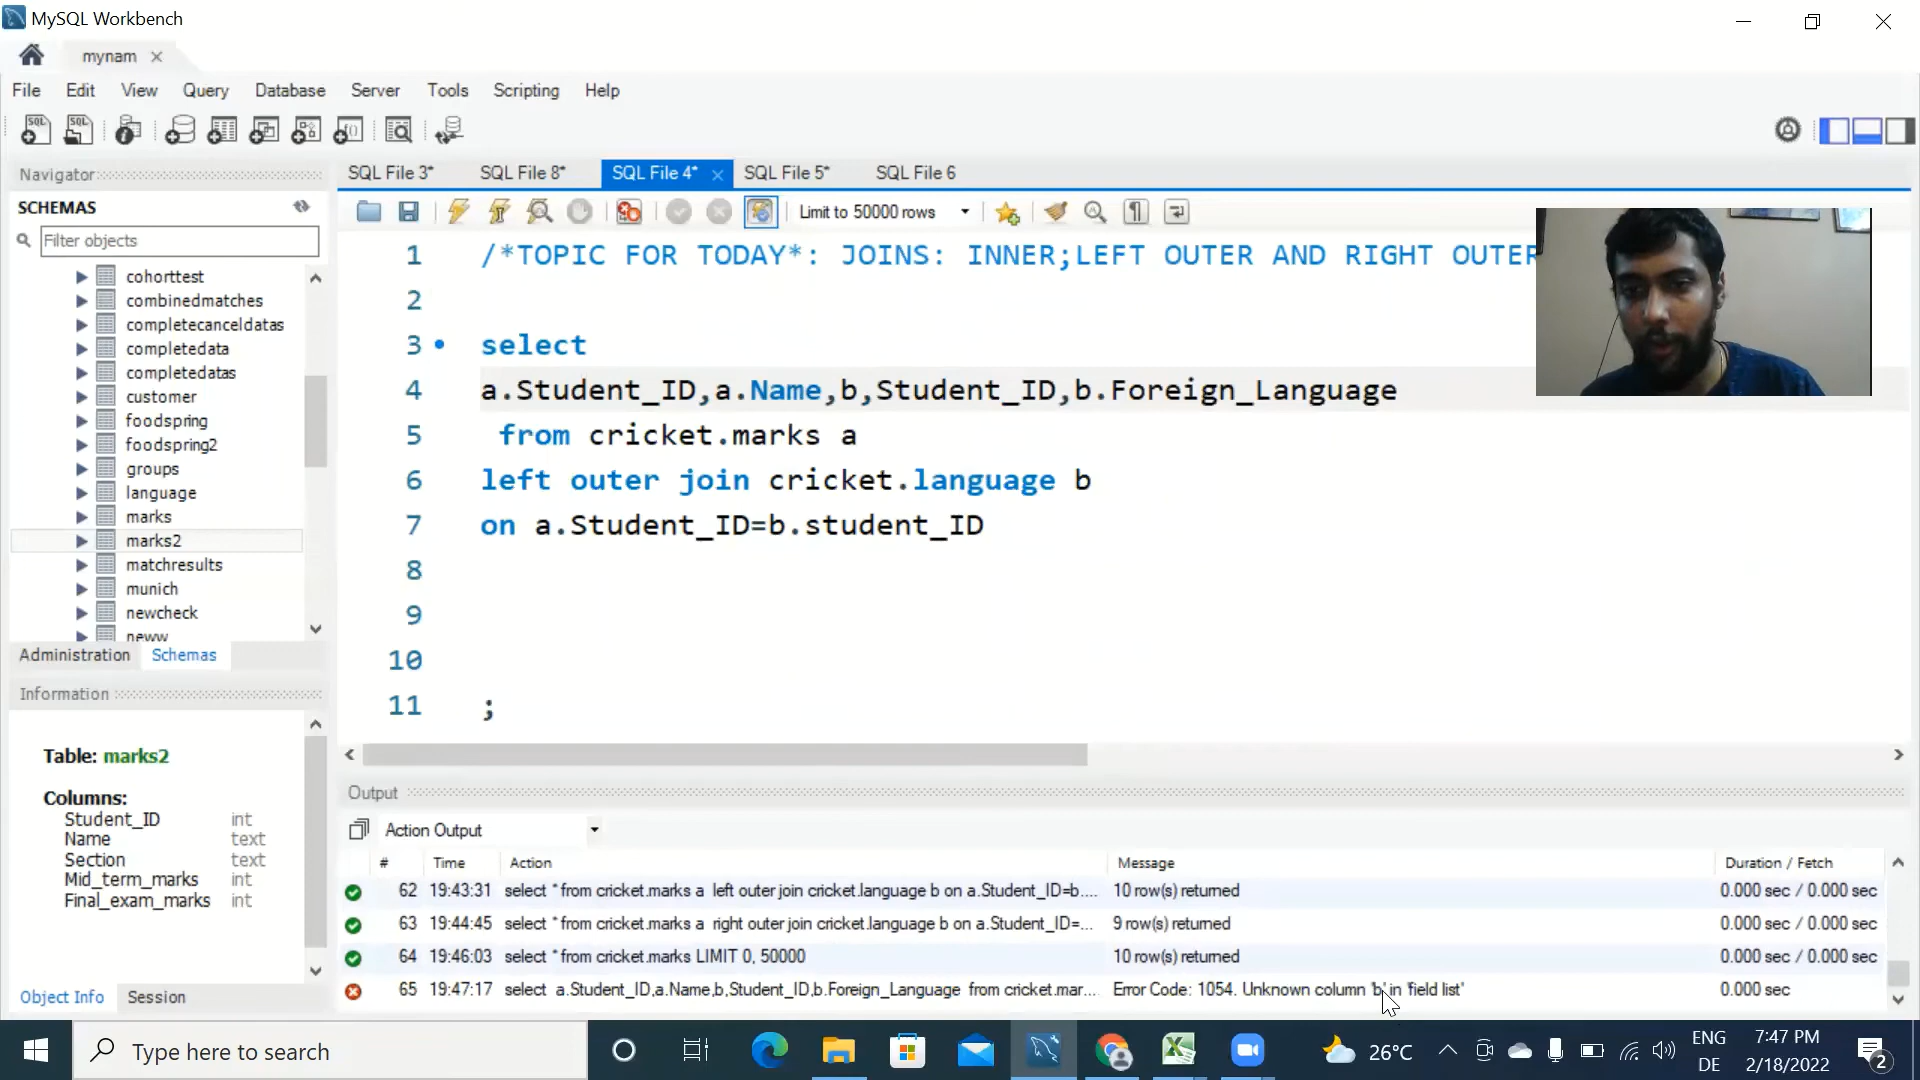 MySQL Workbench
mynam
File Edit View Query Database Server Tools Scripting Help
Navigator
SCHEMAS
Filter objects
cohorttest
combinedmatches
completecanceldatas
completedata
completedatas
customer
foodspring
foodspring2
groups
language
marks
marks2
matchresults
munich
newcheck
neww
Administration Schemas
Information
Table: marks2
Columns:
Student_ID int
Name text
Section text
Mid_term_marks int
Final_exam_marks int
Object Info Session
SQL File 3* SQL File 8* SQL File 4* SQL File 5* SQL File 6
Limit to 50000 rows
1 /*TOPIC FOR TODAY*: JOINS: INNER;LEFT OUTER AND RIGHT OUTER
2
3 select
4 a.Student_ID,a.Name,b,Student_ID,b.Foreign_Language
5 from cricket.marks a
6 left outer join cricket.language b
7 on a.Student_ID=b.student_ID
8
9
10
11 ;
Output
Action Output
# Time Action Message Duration / Fetch
62 19:43:31 select * from cricket.marks a left outer join cricket.language b on a.Student_ID=b.... 10 row(s) returned 0.000 sec / 0.000 sec
63 19:44:45 select * from cricket.marks a right outer join cricket.language b on a.Student_ID=... 9 row(s) returned 0.000 sec / 0.000 sec
64 19:46:03 select * from cricket.marks LIMIT 0, 50000 10 row(s) returned 0.000 sec / 0.000 sec
65 19:47:17 select a.Student_ID,a.Name,b,Student_ID,b.Foreign_Language from cricket.mar... Error Code: 1054. Unknown column 'b' in 'field list' 0.000 sec
Type here to search
26°C
ENG
DE
7:47 PM
2/18/2022
2